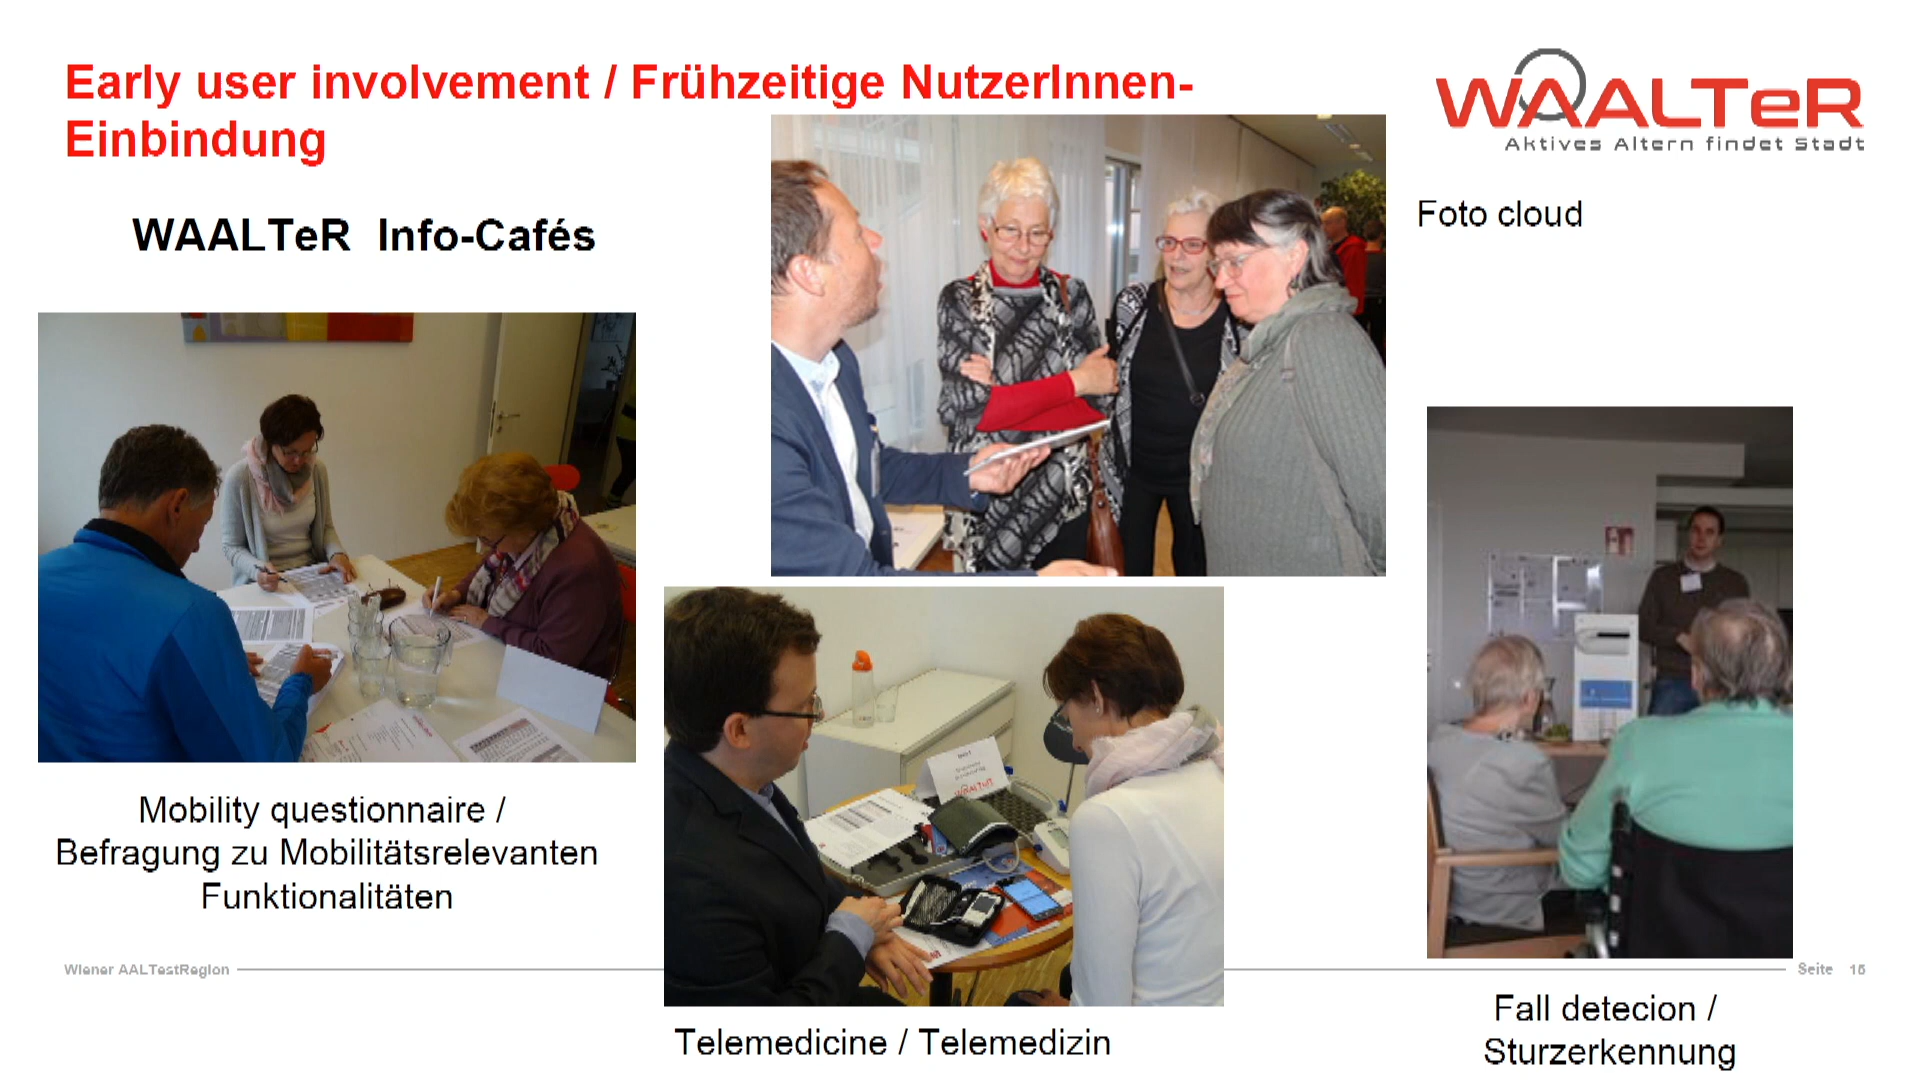 Early user involvement / Frühzeitige NutzerInnen-
Einbindung
WAALTeR
Aktives Altern findet Stadt
WAALTeR Info-Cafés
Foto cloud
Mobility questionnaire /
Befragung zu Mobilitätsrelevanten
Funktionalitäten
WAALTeR
Wiener AALTestRegion
Seite 15
Telemedicine / Telemedizin
Fall detecion /
Sturzerkennung